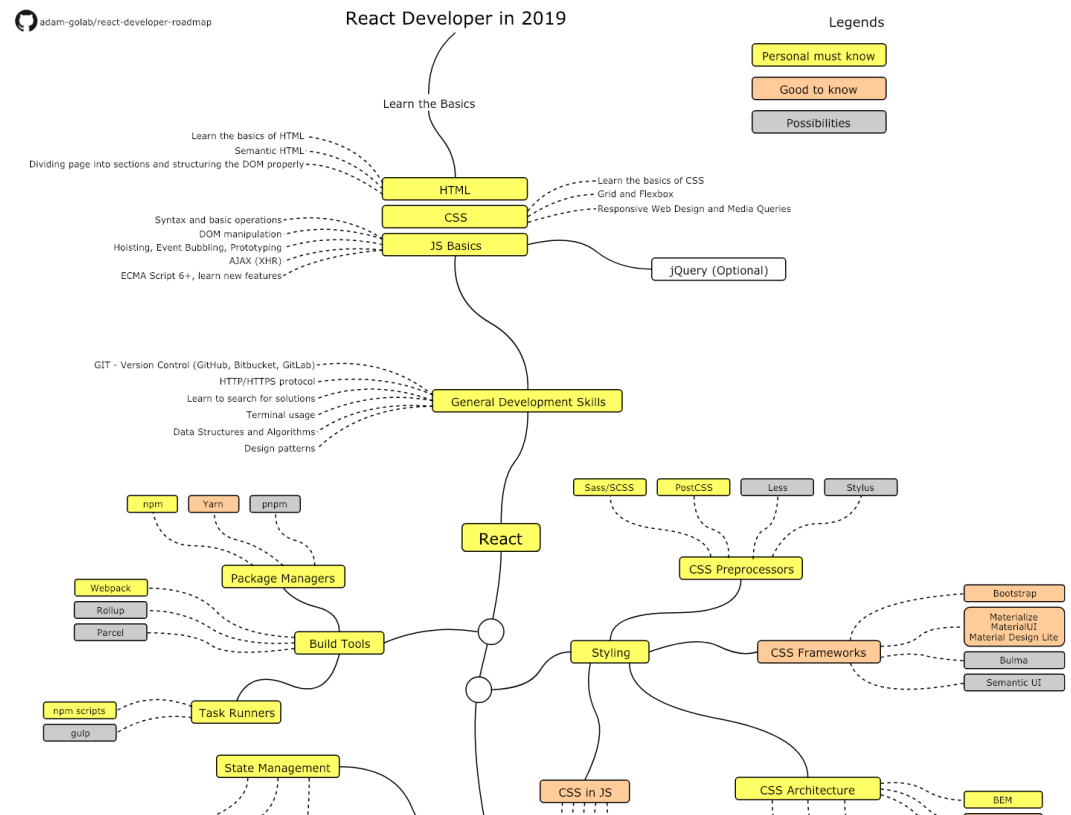 adam-golab/react-developer-roadmap
React Developer in 2019
Legends
Personal must know
Good to know
Possibilities
Learn the Basics
Learn the basics of HTML
Semantic HTML
Dividing page into sections and structuring the DOM properly
HTML
Learn the basics of CSS
Grid and Flexbox
Responsive Web Design and Media Queries
CSS
Syntax and basic operations
DOM manipulation
Hoisting, Event Bubbling, Prototyping
AJAX (XHR)
ECMA Script 6+, learn new features
JS Basics
jQuery (Optional)
GIT - Version Control (GitHub, Bitbucket, GitLab)
HTTP/HTTPS protocol
Learn to search for solutions
Terminal usage
Data Structures and Algorithms
Design patterns
General Development Skills
React
npm
Yarn
pnpm
Package Managers
Webpack
Rollup
Parcel
Build Tools
npm scripts
gulp
Task Runners
Sass/SCSS
PostCSS
Less
Stylus
CSS Preprocessors
Styling
CSS Frameworks
Bootstrap
Materialize
MaterialUI
Material Design Lite
Bulma
Semantic UI
State Management
CSS in JS
CSS Architecture
BEM